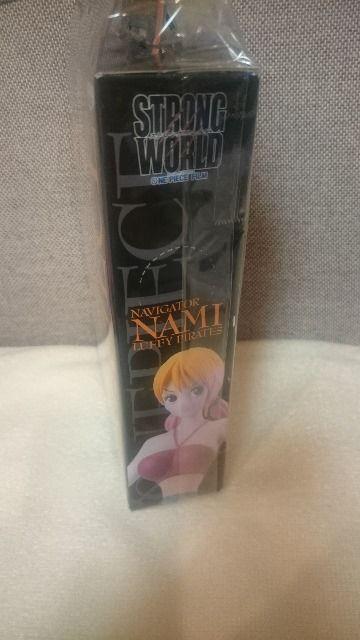 STRONG
WORLD
ONE PIECE FILM
NAVIGATOR
NAMI
LUFFY PIRATES